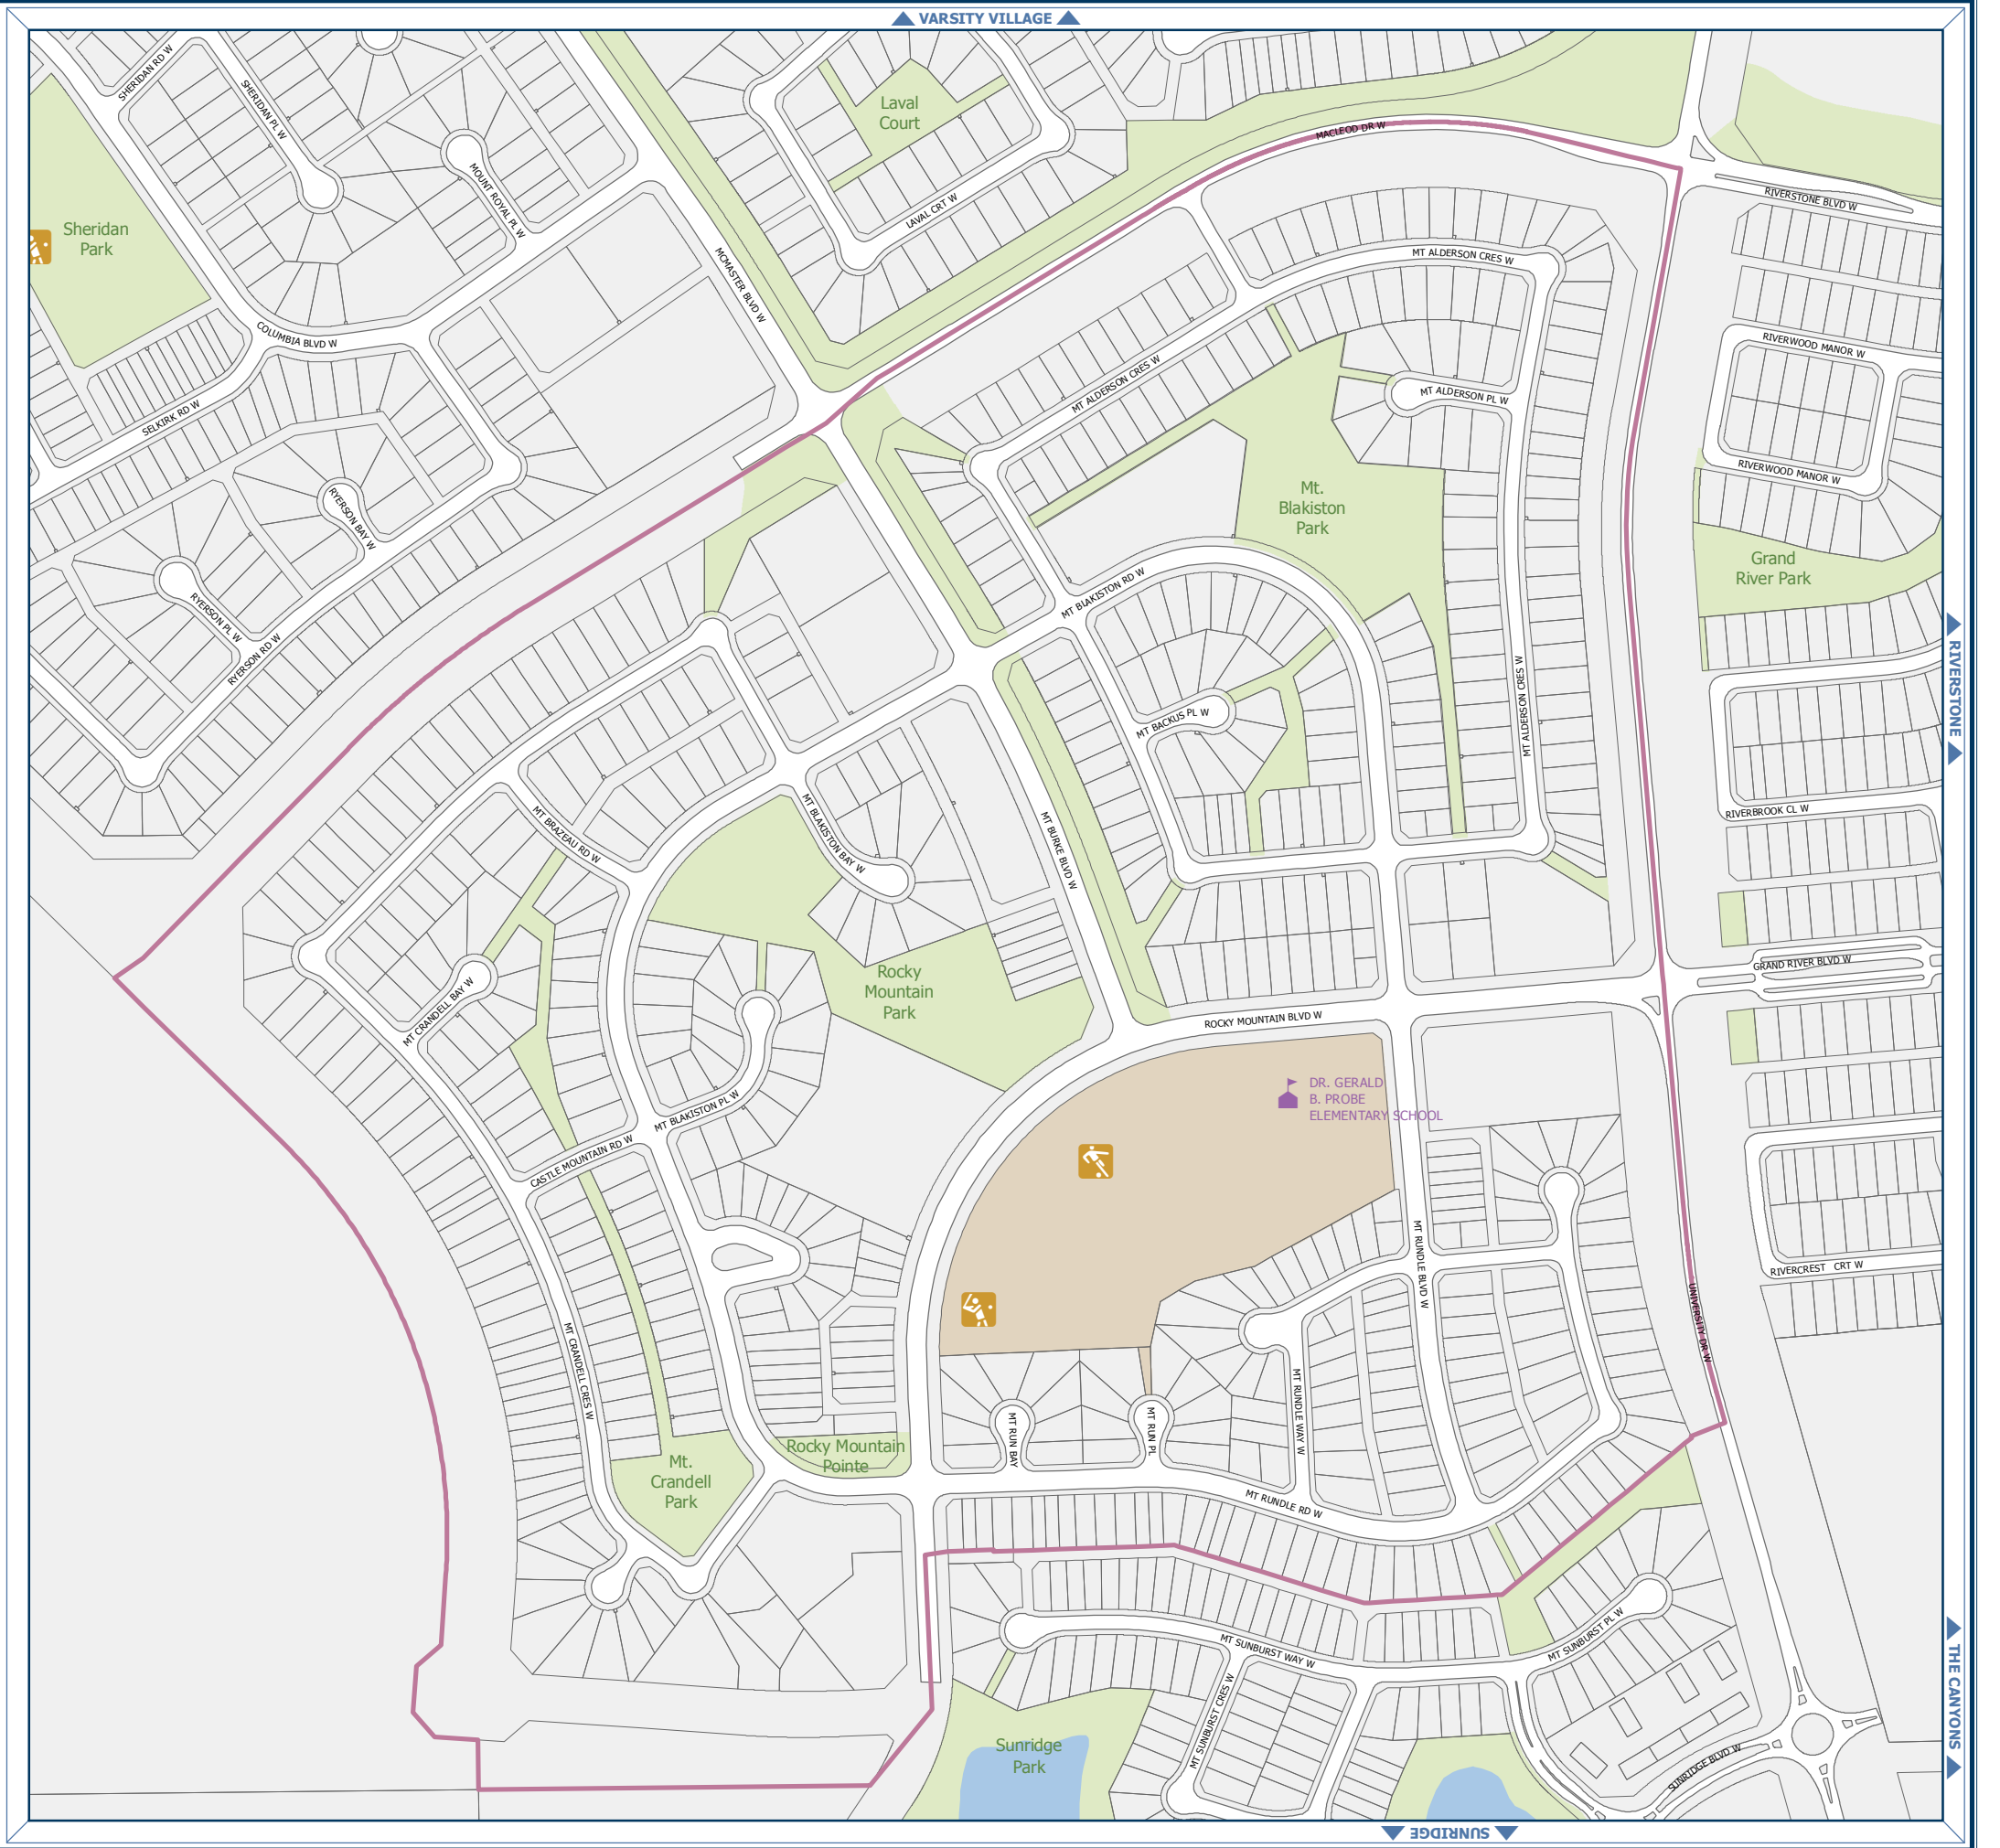 VARSITY VILLAGE
SHERIDAN RD W
SHERIDAN PL W
MOUNT ROYAL PL W
Sheridan
Park
COLUMBIA BLVD W
SELKIRK RD W
MCMASTER BLVD W
Laval
Court
LAVAL CRT W
MACLEOD DR W
RIVERSTONE BLVD W
MT ALDERSON CRES W
MT ALDERSON CRES W
MT ALDERSON PL W
RIVERWOOD MANOR W
RIVERWOOD MANOR W
RYERSON BAY W
RYERSON PL W
RYERSON RD W
Mt.
Blakiston
Park
Grand
River Park
MT BLAKISTON RD W
MT BACKUS PL W
MT ALDERSON CRES W
RIVERSTONE
RIVERBROOK CL W
MT BRAZEAU RD W
MT BLAKISTON BAY W
MT BURKE BLVD W
MT CRANDELL BAY W
Rocky
Mountain
Park
GRAND RIVER BLVD W
ROCKY MOUNTAIN BLVD W
DR. GERALD
B. PROBE
ELEMENTARY SCHOOL
MT BLAKISTON PL W
CASTLE MOUNTAIN RD W
MT RUNDLE BLVD W
RIVERCREST CRT W
UNIVERSITY DR W
MT CRANDELL CRES W
MT RUNDLE WAY W
MT RUN BAY
MT RUN PL
Rocky Mountain
Pointe
Mt.
Crandell
Park
MT RUNDLE RD W
MT SUNBURST WAY W
MT SUNBURST PL W
MT SUNBURST CRES W
THE CANYONS
Sunridge
Park
SUNRIDGE BLVD W
SUNRIDGE